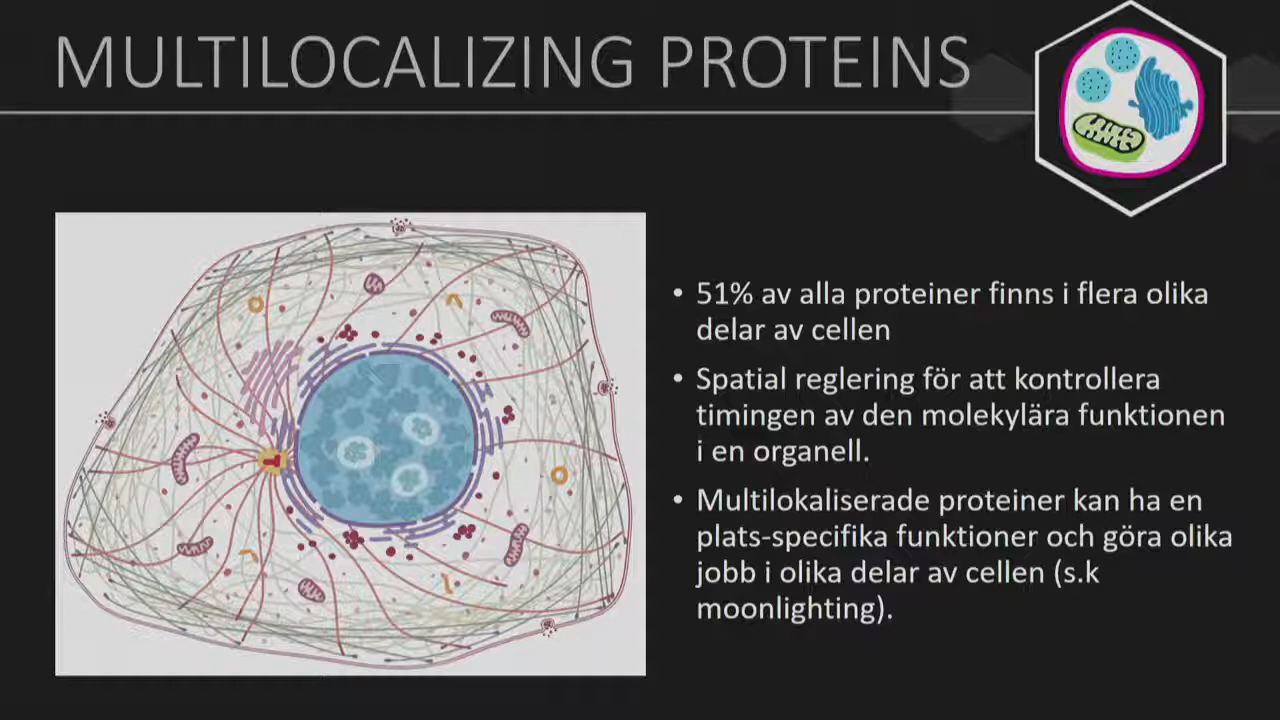 MULTILOCALIZING PROTEINS
• 51% av alla proteiner finns i flera olika
delar av cellen
• Spatial reglering för att kontrollera
timingen av den molekylära funktionen
i en organell.
• Multilokaliserade proteiner kan ha en
plats-specifika funktioner och göra olika
jobb i olika delar av cellen (s.k
moonlighting).